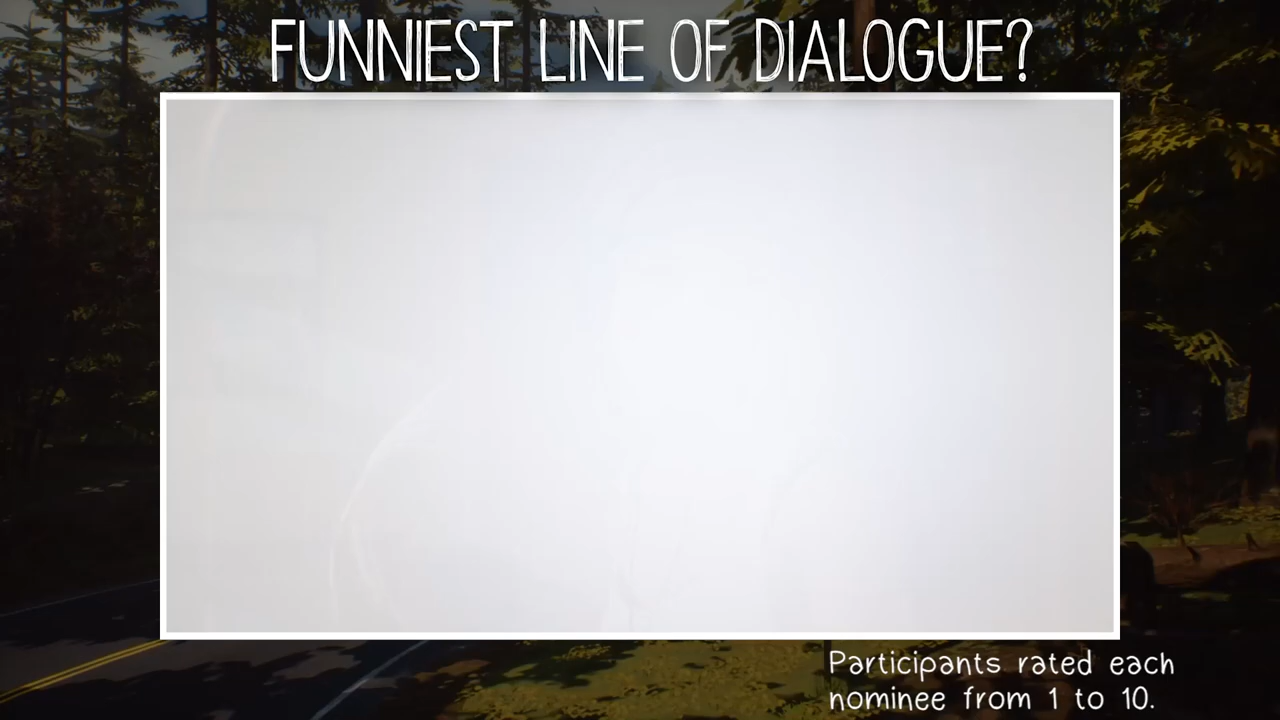 FUNNIEST LINE OF DIALOGUE?
Participants rated each
nominee from 1 to 10.